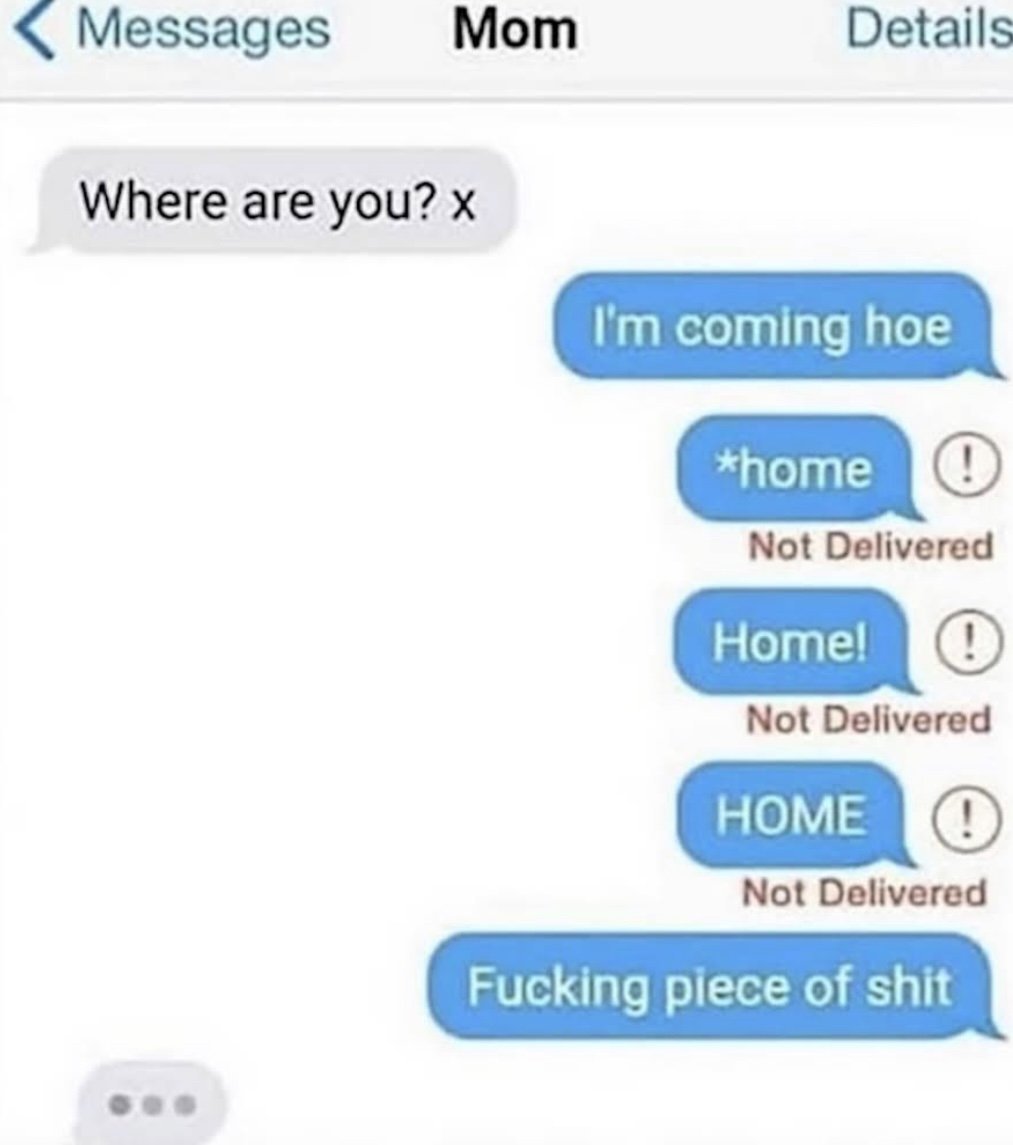 Messages Mom Details
Where are you? x
I'm coming hoe
*home
Not Delivered
Home!
Not Delivered
HOME
Not Delivered
Fucking piece of shit